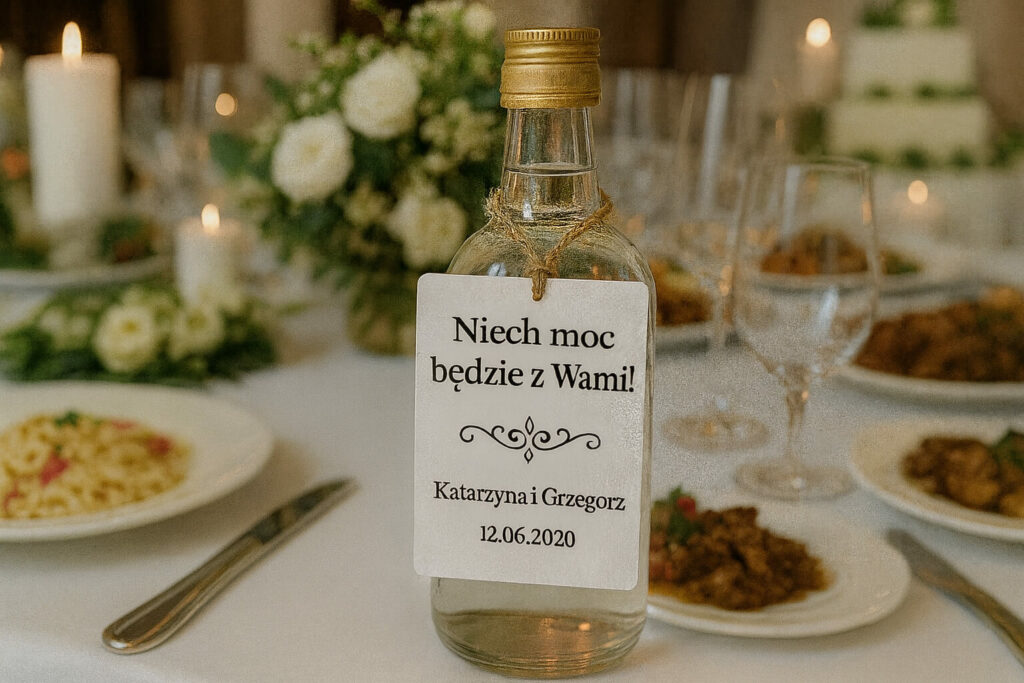 Niech moc
będzie z Wami!
Katarzyna i Grzegorz
12.06.2020